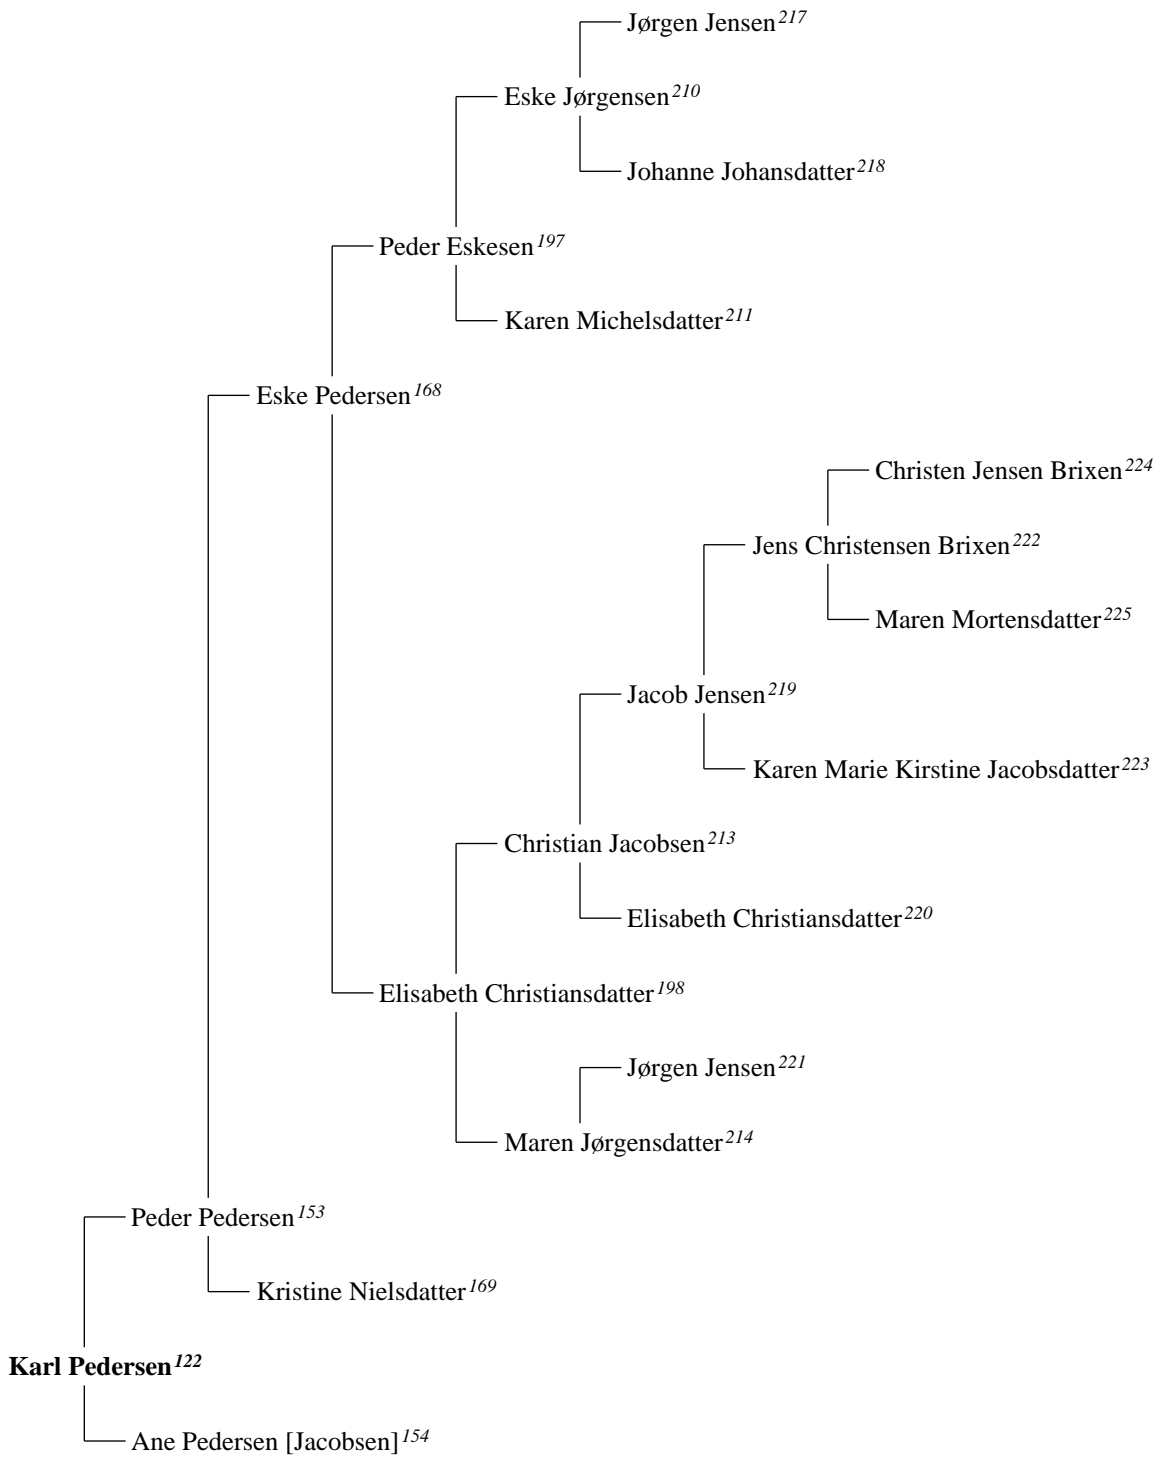 Jørgen Jensen217
Eske Jørgensen210
Johanne Johansdatter218
Peder Eskesen197
Karen Michelsdatter211
Eske Pedersen168
Christen Jensen Brixen224
Jens Christensen Brixen222
Maren Mortensdatter225
Jacob Jensen219
Karen Marie Kirstine Jacobsdatter223
Christian Jacobsen213
Elisabeth Christiansdatter220
Elisabeth Christiansdatter198
Jørgen Jensen221
Maren Jørgensdatter214
Peder Pedersen153
Kristine Nielsdatter169
Karl Pedersen122
Ane Pedersen [Jacobsen]154